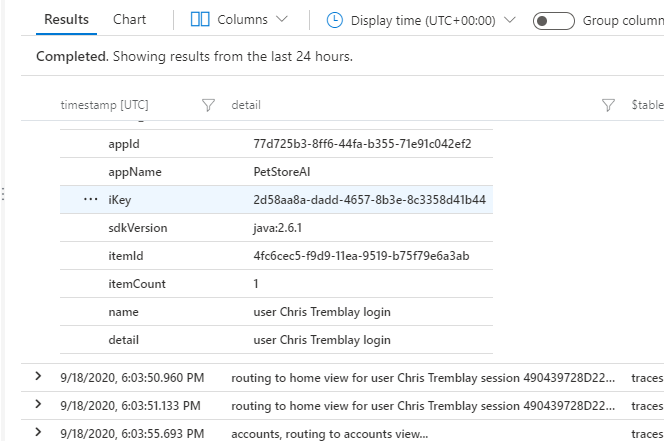 Results Chart Columns Display time (UTC+00:00) Group column
Completed. Showing results from the last 24 hours.
timestamp [UTC] detail $table
appId 77d725b3-8ff6-44fa-b355-71e91c042ef2
appName PetStoreAI
iKey 2d58aa8a-dadd-4657-8b3e-8c3358d41b44
sdkVersion java:2.6.1
itemId 4fc6cec5-f9d9-11ea-9519-b75f79e6a3ab
itemCount 1
name user Chris Tremblay login
detail user Chris Tremblay login
9/18/2020, 6:03:50.960 PM routing to home view for user Chris Tremblay session 490439728D22... traces
9/18/2020, 6:03:51.133 PM routing to home view for user Chris Tremblay session 490439728D22... traces
9/18/2020, 6:03:55.693 PM accounts, routing to accounts view... traces